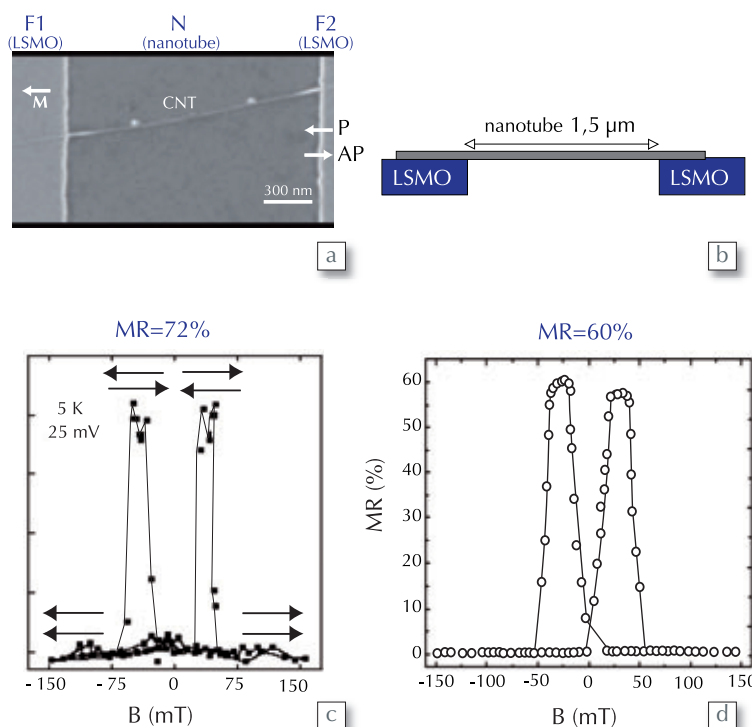 F1 N F2
(LSMO) (nanotube) (LSMO)
M
CNT
P
AP
300 nm
a
nanotube 1,5 µm
LSMO LSMO
b
MR=72%
5 K
25 mV
- 150 - 75 0 75 150
B (mT)
c
MR=60%
MR (%)
60
50
40
30
20
10
0
-150 -100 -50 0 50 100 150
B (mT)
d